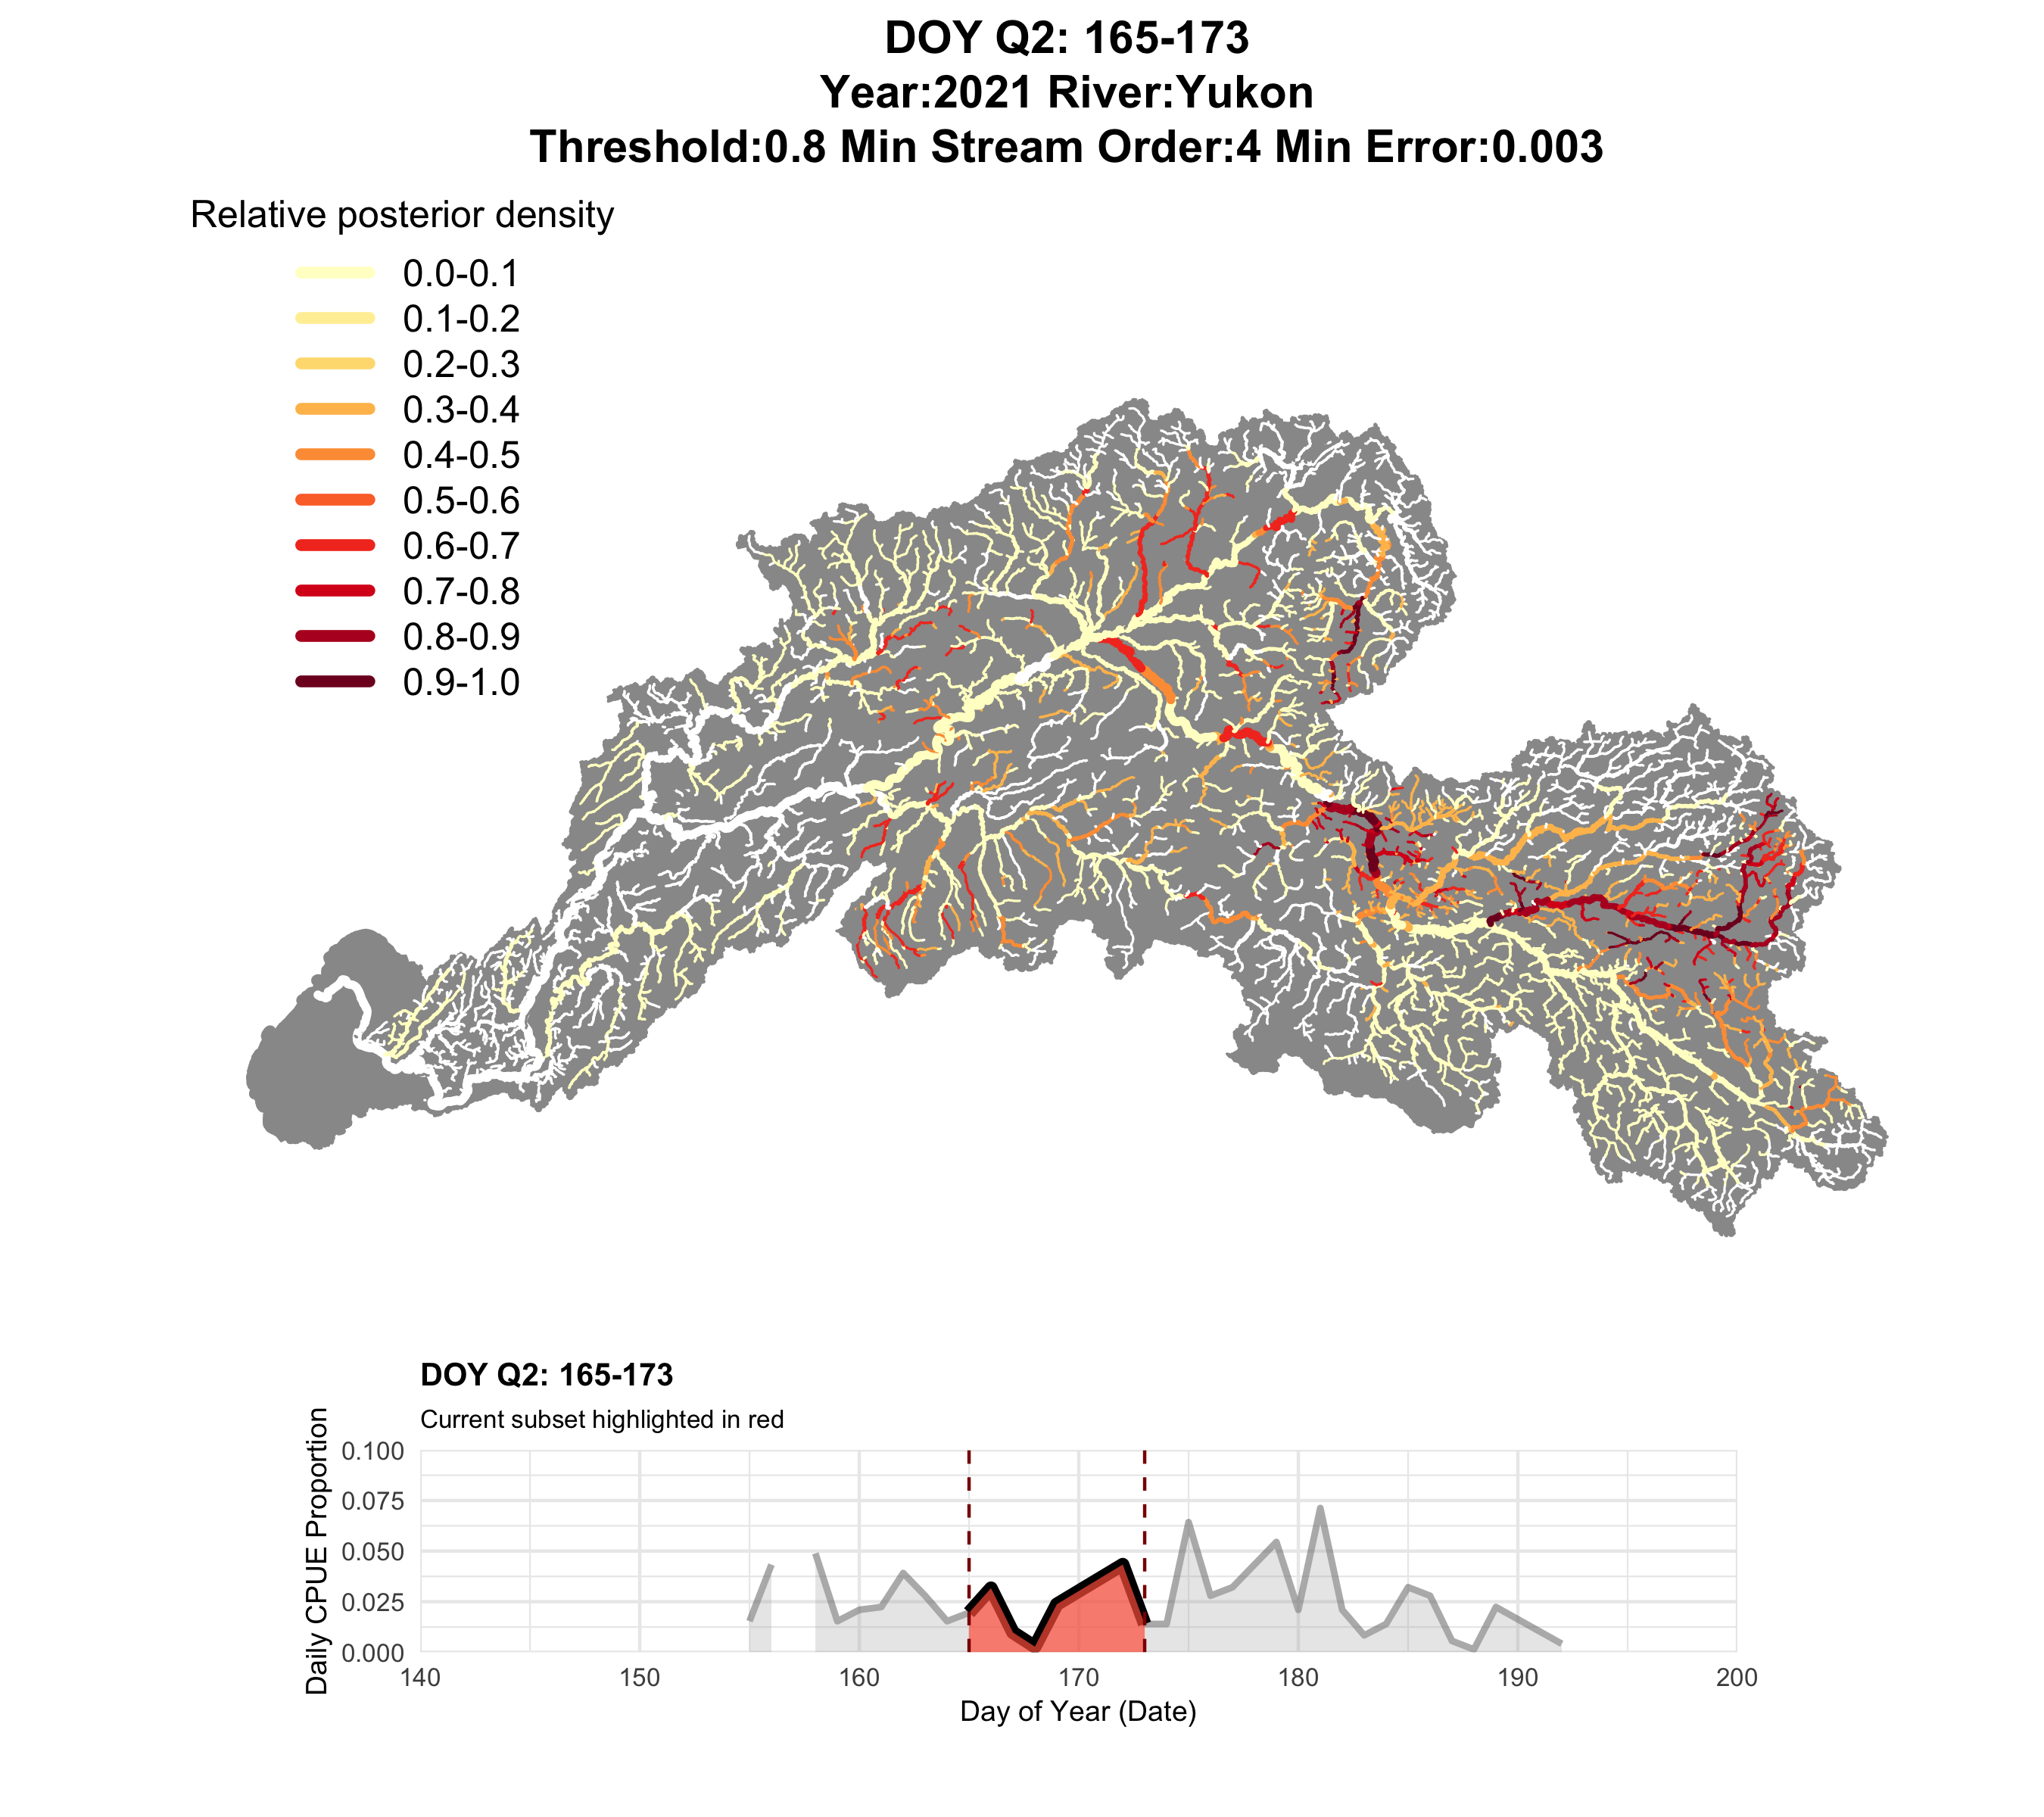 DOY Q2: 165-173
Year:2021 River:Yukon
Threshold:0.8 Min Stream Order:4 Min Error:0.003
Relative posterior density
0.0-0.1
0.1-0.2
0.2-0.3
0.3-0.4
0.4-0.5
0.5-0.6
0.6-0.7
0.7-0.8
0.8-0.9
0.9-1.0
DOY Q2: 165-173
Current subset highlighted in red
Daily CPUE Proportion
0.100
0.075
0.050
0.025
0.000
140 150 160 170 180 190 200
Day of Year (Date)